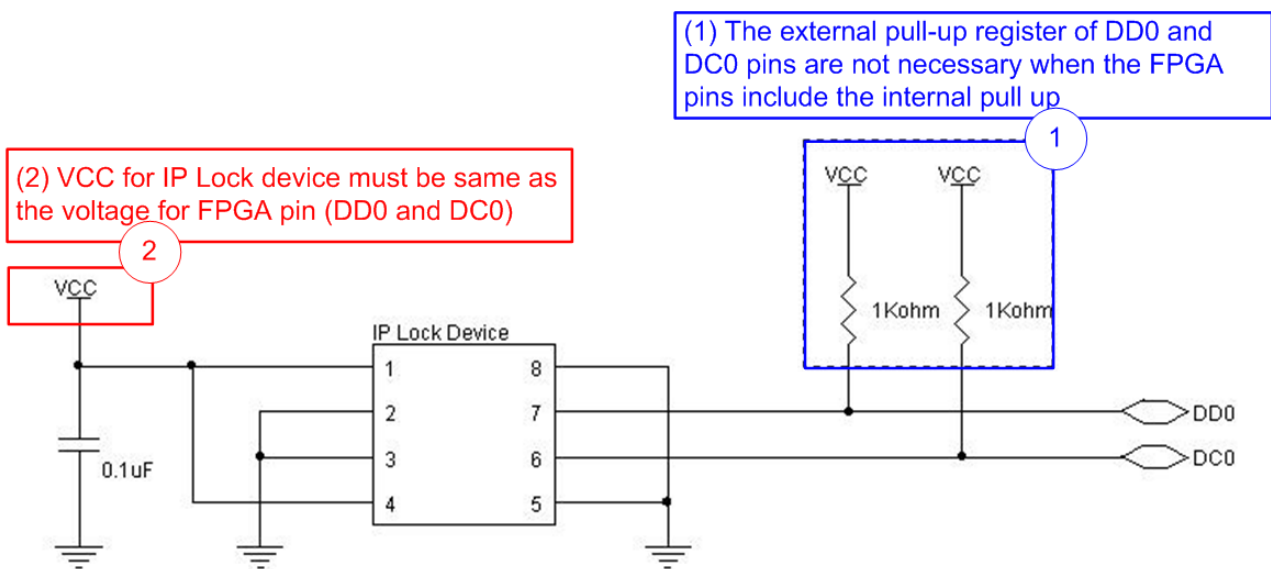 (1) The external pull-up register of DD0 and
DC0 pins are not necessary when the FPGA
pins include the internal pull up
1
(2) VCC for IP Lock device must be same as
the voltage for FPGA pin (DD0 and DC0)
2
VCC
VCC
VCC
1Kohm
1Kohm
IP Lock Device
1
8
2
7
DD0
3
6
DC0
4
5
0.1uF